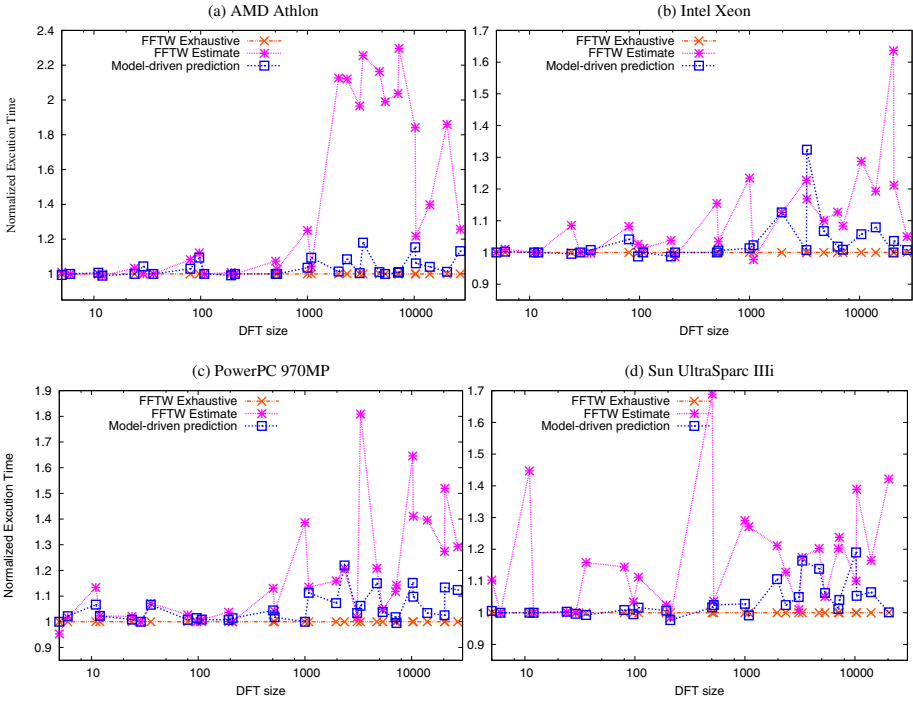 (a) AMD Athlon
2.4
2.2
2
1.8
1.6
1.4
1.2
1
FFTW Exhaustive
FFTW Estimate
Model-driven prediction
Normalized Excution Time
10
100
1000
10000
DFT size
(b) Intel Xeon
1.7
1.6
1.5
1.4
1.3
1.2
1.1
1
0.9
FFTW Exhaustive
FFTW Estimate
Model-driven prediction
10
100
1000
10000
DFT size
(c) PowerPC 970MP
1.9
1.8
1.7
1.6
1.5
1.4
1.3
1.2
1.1
1
0.9
FFTW Exhaustive
FFTW Estimate
Model-driven prediction
Normalized Excution Time
10
100
1000
10000
DFT size
(d) Sun UltraSparc IIIi
1.7
1.6
1.5
1.4
1.3
1.2
1.1
1
0.9
FFTW Exhaustive
FFTW Estimate
Model-driven prediction
10
100
1000
10000
DFT size